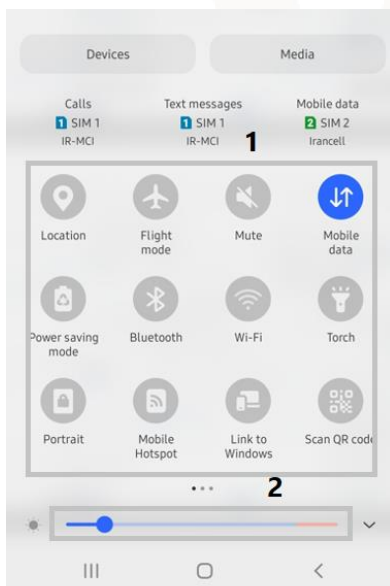 Devices Media
Calls Text messages Mobile data
1 SIM 1 1 SIM 1 2 SIM 2
IR-MCI IR-MCI 1 Irancell
Location Flight mode Mute Mobile data
Power saving mode Bluetooth Wi-Fi Torch
Portrait Mobile Hotspot Link to Windows Scan QR code
2